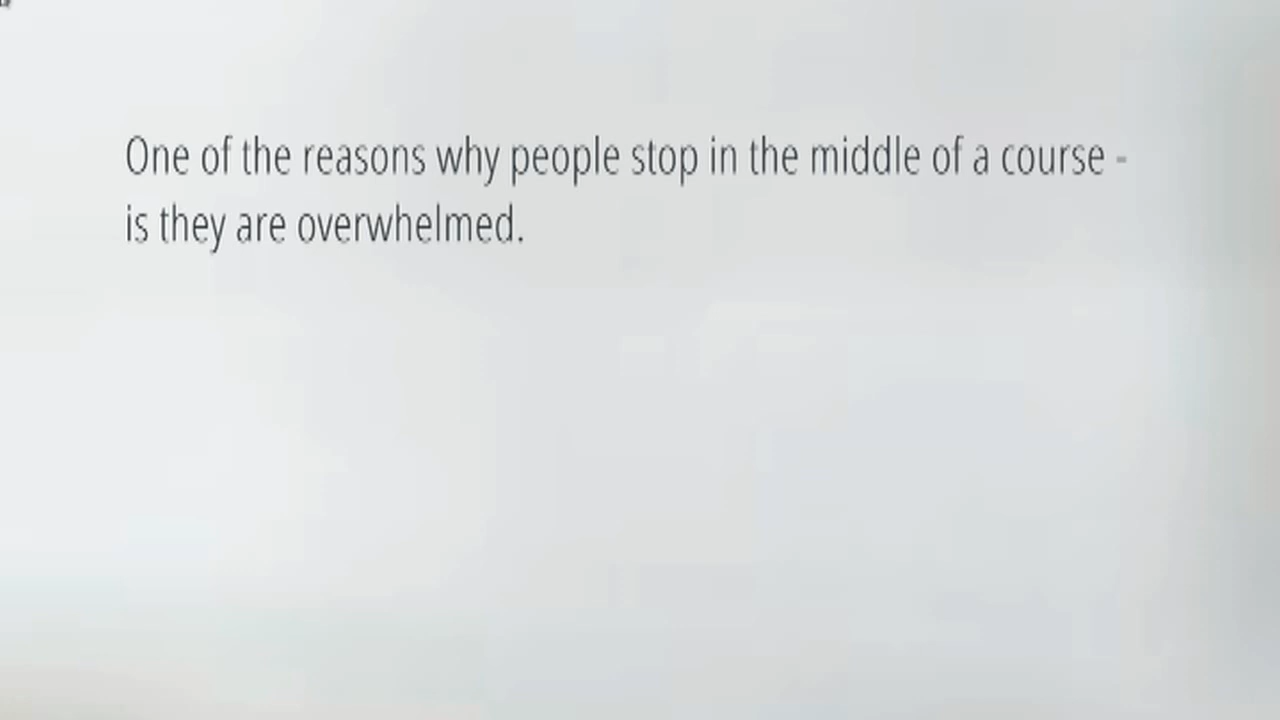 One of the reasons why people stop in the middle of a course -
is they are overwhelmed.